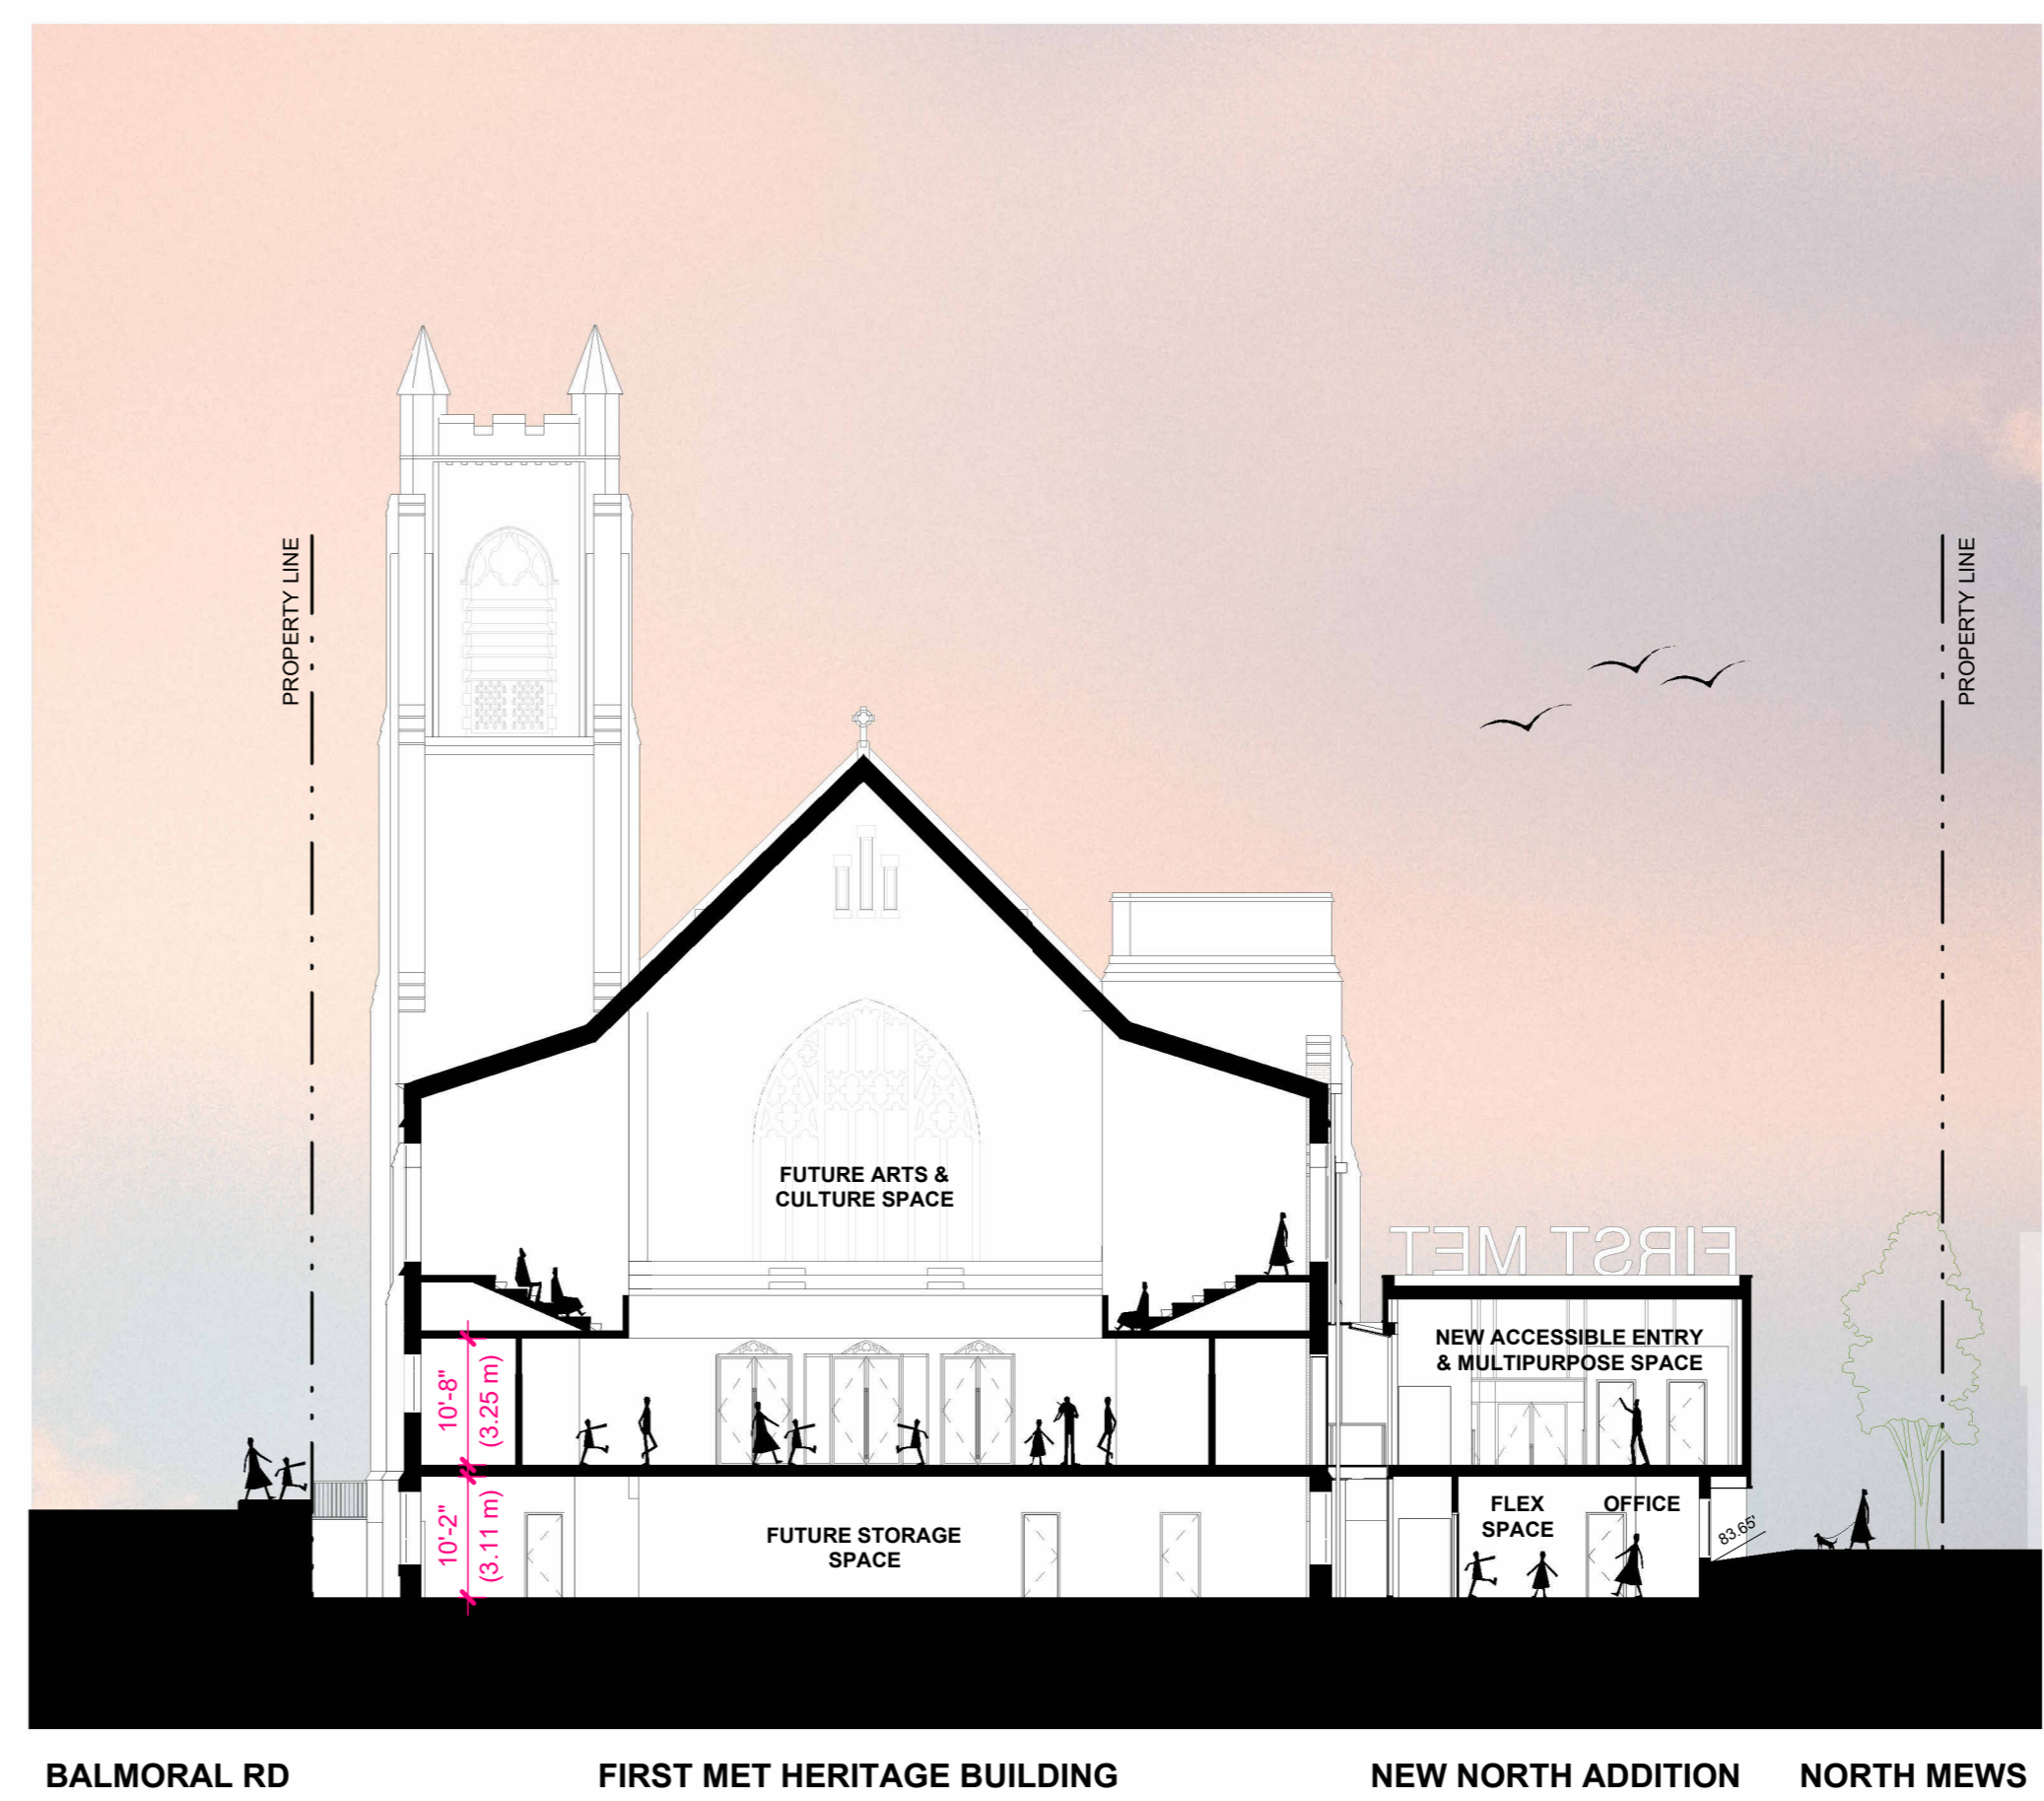 PROPERTY LINE
PROPERTY LINE
FUTURE ARTS &
CULTURE SPACE
FIRST MET
NEW ACCESSIBLE ENTRY
& MULTIPURPOSE SPACE
10'-8"
(3.25 m)
10'-2"
(3.11 m)
FUTURE STORAGE
SPACE
FLEX
SPACE
OFFICE
83.65'
BALMORAL RD
FIRST MET HERITAGE BUILDING
NEW NORTH ADDITION
NORTH MEWS